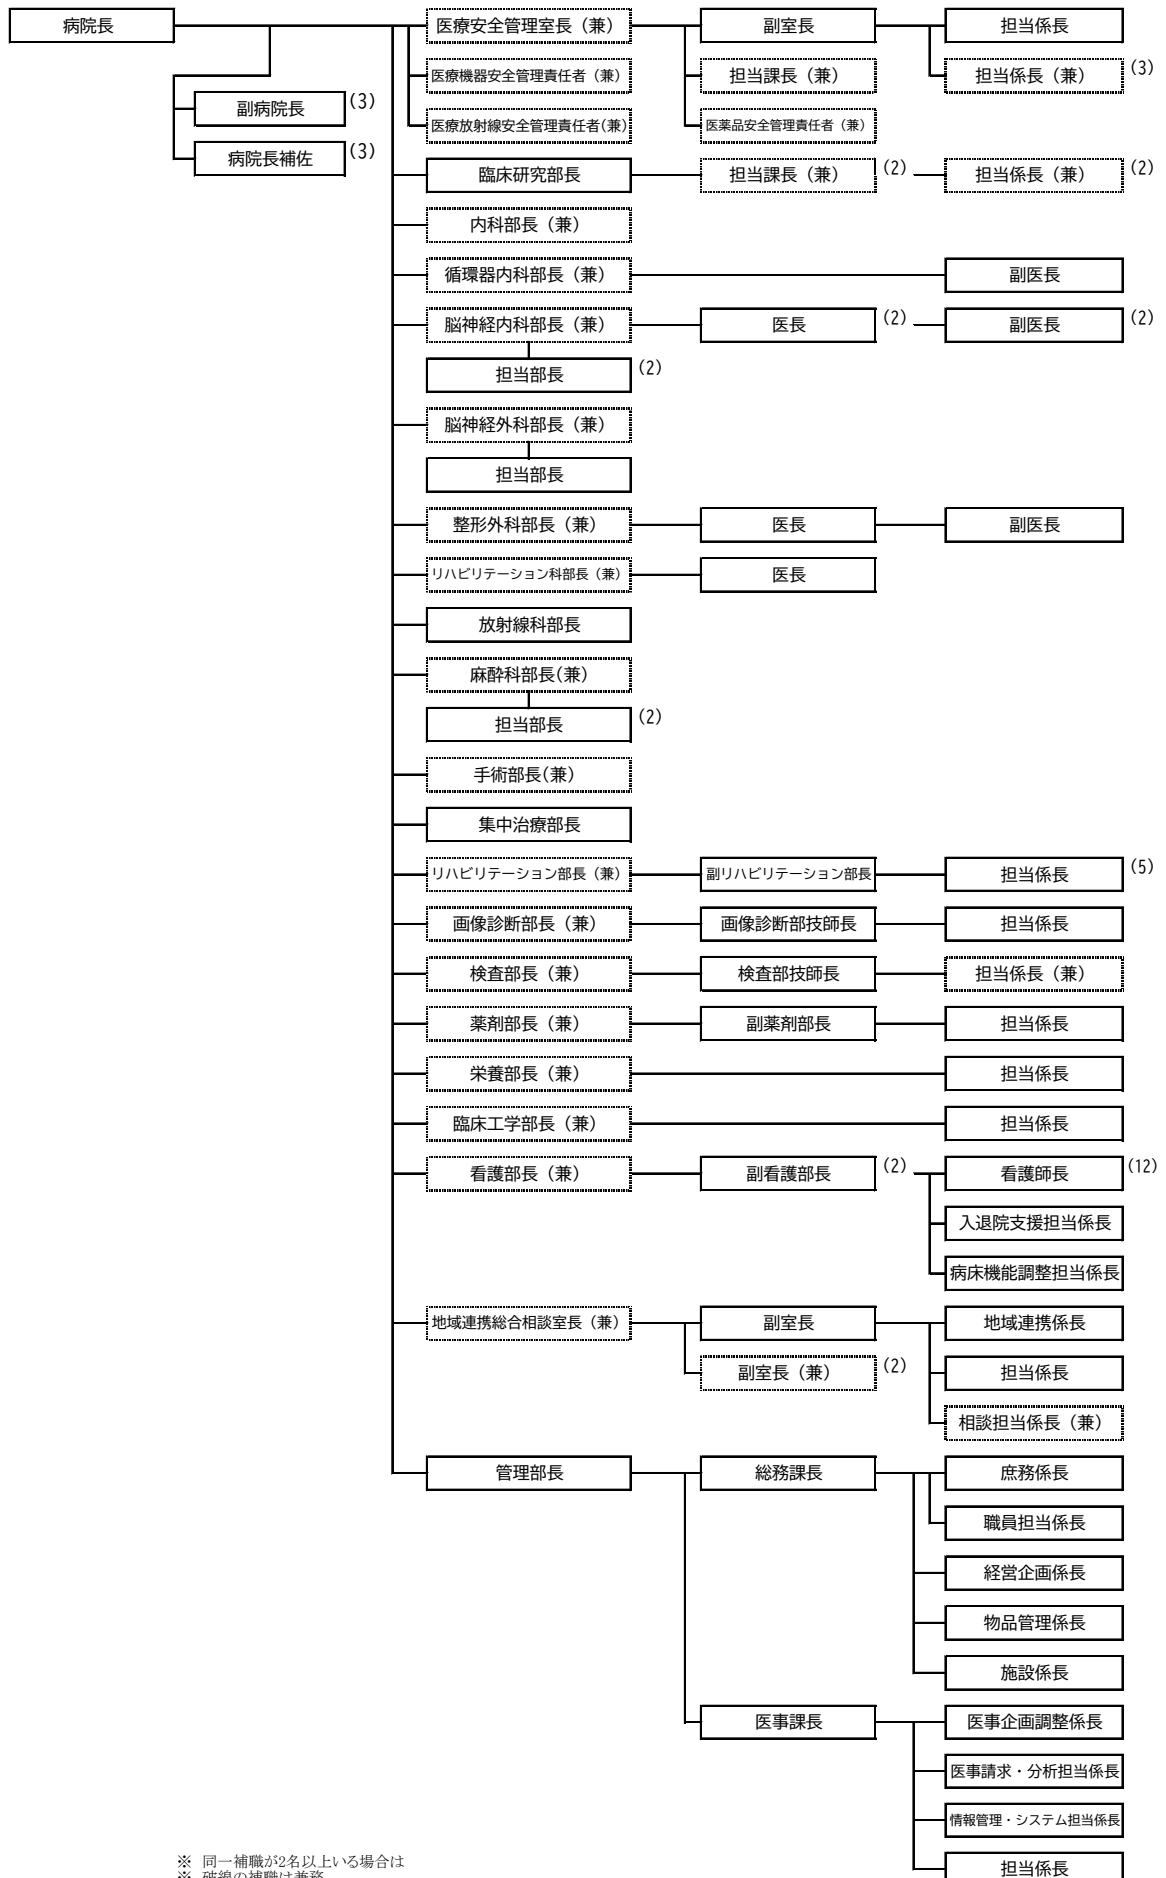 病院長
医療安全管理室長（兼）
副室長
担当係長
医療機器安全管理責任者（兼）
担当課長（兼）
担当係長（兼）
(3)
副病院長
(3)
医療放射線安全管理責任者(兼)
医薬品安全管理責任者（兼）
病院長補佐
(3)
臨床研究部長
担当課長（兼）
(2)
担当係長（兼）
(2)
内科部長（兼）
循環器内科部長（兼）
副医長
脳神経内科部長（兼）
医長
(2)
副医長
(2)
担当部長
(2)
脳神経外科部長（兼）
担当部長
整形外科部長（兼）
医長
副医長
リハビリテーション科部長（兼）
医長
放射線科部長
麻酔科部長(兼）
担当部長
(2)
手術部長(兼）
集中治療部長
リハビリテーション部長（兼）
副リハビリテーション部長
担当係長
(5)
画像診断部長（兼）
画像診断部技師長
担当係長
検査部長（兼）
検査部技師長
担当係長（兼）
薬剤部長（兼）
副薬剤部長
担当係長
栄養部長（兼）
担当係長
臨床工学部長（兼）
担当係長
看護部長（兼）
副看護部長
(2)
看護師長
(12)
入退院支援担当係長
病床機能調整担当係長
地域連携総合相談室長（兼）
副室長
地域連携係長
副室長（兼）
(2)
担当係長
相談担当係長（兼）
管理部長
総務課長
庶務係長
職員担当係長
経営企画係長
物品管理係長
施設係長
医事課長
医事企画調整係長
医事請求・分析担当係長
情報管理・システム担当係長
担当係長
※ 同一補職が2名以上いる場合は
※ 破線の補職は兼務